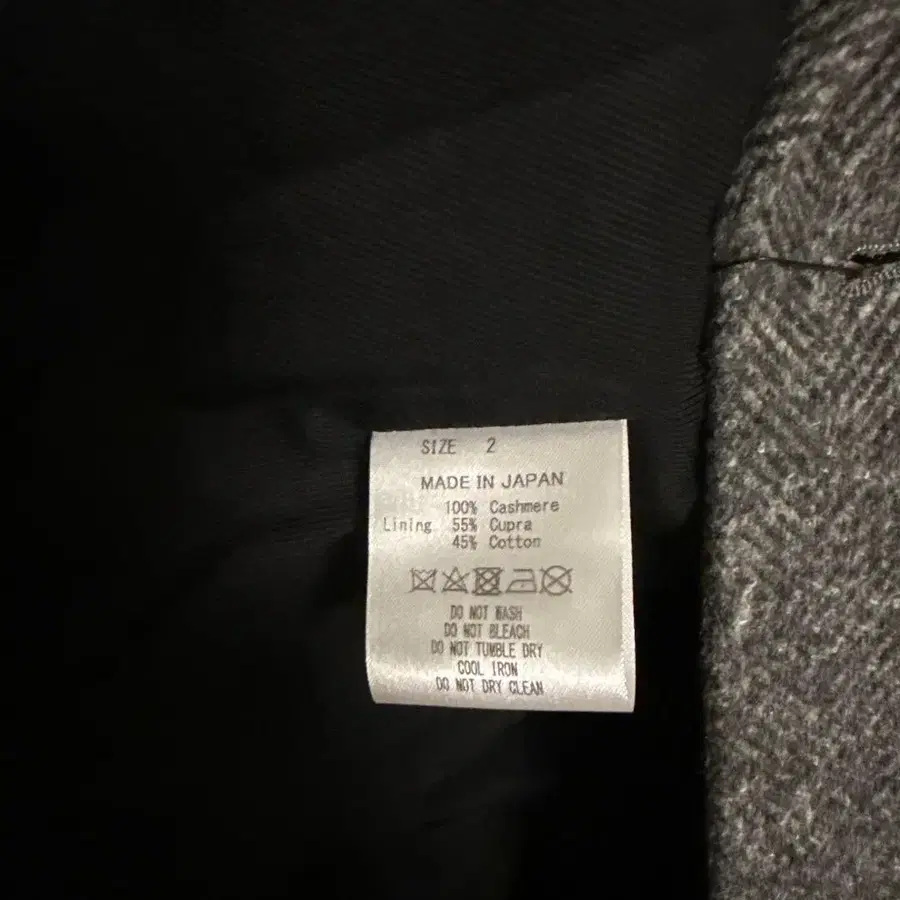 SIZE 2
MADE IN JAPAN
100% Cashmere
Lining 55% Cupra
45% Cotton
DO NOT WASH
DO NOT BLEACH
DO NOT TUMBLE DRY
COOL IRON
DO NOT DRY CLEAN